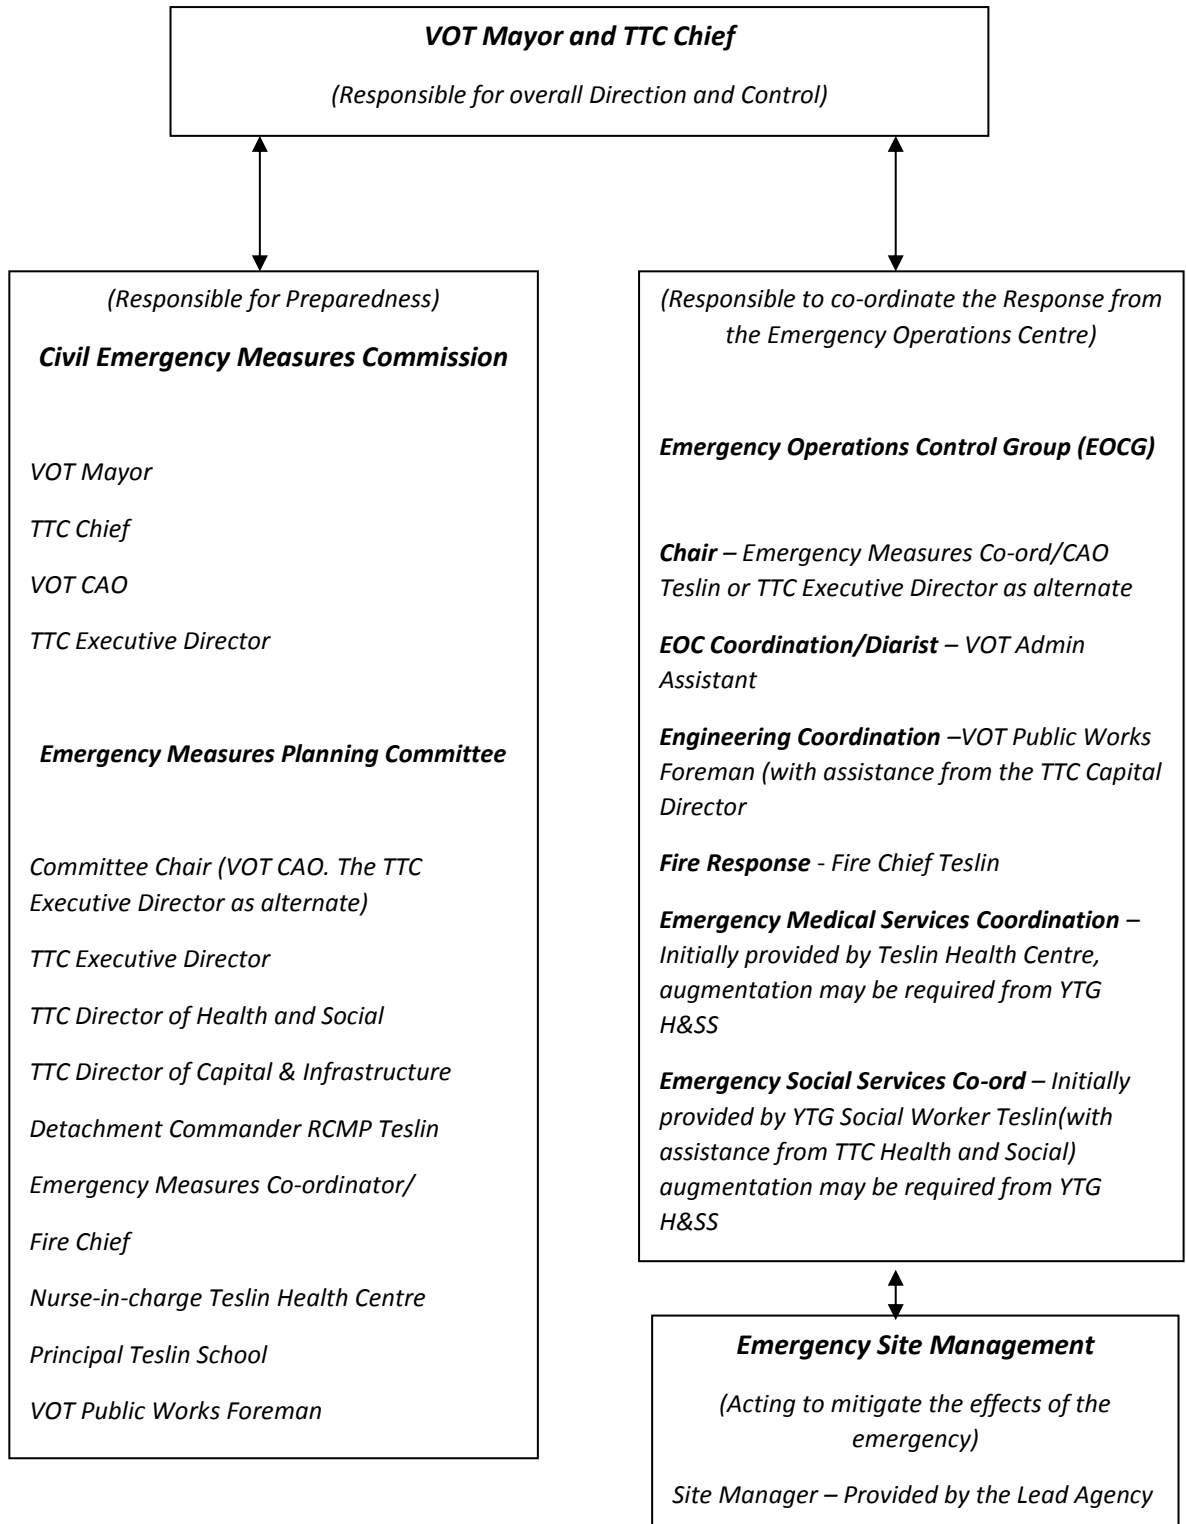 VOT Mayor and TTC Chief
(Responsible for overall Direction and Control)
(Responsible for Preparedness)
Civil Emergency Measures Commission
VOT Mayor
TTC Chief
VOT CAO
TTC Executive Director
Emergency Measures Planning Committee
Committee Chair (VOT CAO. The TTC
Executive Director as alternate)
TTC Executive Director
TTC Director of Health and Social
TTC Director of Capital & Infrastructure
Detachment Commander RCMP Teslin
Emergency Measures Co-ordinator/
Fire Chief
Nurse-in-charge Teslin Health Centre
Principal Teslin School
VOT Public Works Foreman
(Responsible to co-ordinate the Response from
the Emergency Operations Centre)
Emergency Operations Control Group (EOCG)
Chair – Emergency Measures Co-ord/CAO
Teslin or TTC Executive Director as alternate
EOC Coordination/Diarist – VOT Admin
Assistant
Engineering Coordination –VOT Public Works
Foreman (with assistance from the TTC Capital
Director
Fire Response - Fire Chief Teslin
Emergency Medical Services Coordination –
Initially provided by Teslin Health Centre,
augmentation may be required from YTG
H&SS
Emergency Social Services Co-ord – Initially
provided by YTG Social Worker Teslin(with
assistance from TTC Health and Social)
augmentation may be required from YTG
H&SS
Emergency Site Management
(Acting to mitigate the effects of the
emergency)
Site Manager – Provided by the Lead Agency